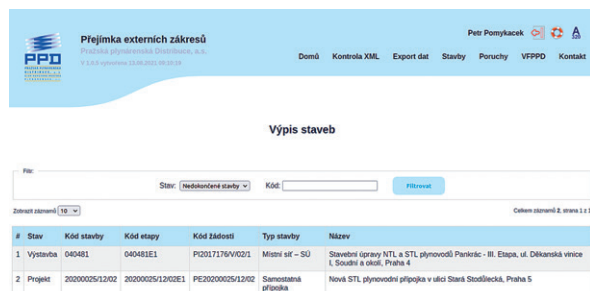 Petr Pomykacek
Přejímka externích zákresů
Pražská plynárenská Distribuce, a.s.
PPD
Domů Kontrola XML Export dat Stavby Poruchy VFPPD Kontakt
Výpis staveb
Filtr:
Stav: Nedokončené stavby Kód: Filtrovat
Zobrazit záznamů 10 Celkem záznamů 2, strana 1 z 1
# Stav Kód stavby Kód etapy Kód žádosti Typ stavby Název
1 Výstavba 040481 040481E1 PI2017176/V/02/1 Místní síť – SÚ Stavební úpravy NTL a STL plynovodů Pankrác - III. Etapa, ul. Děkanská vinice
I, Soudní a okolí, Praha 4
2 Projekt 20200025/12/02 20200025/12/02E1 PE20200025/12/02 Samostatná
přípojka Nová STL plynovodní přípojka v ulici Stará Stodůlecká, Praha 5